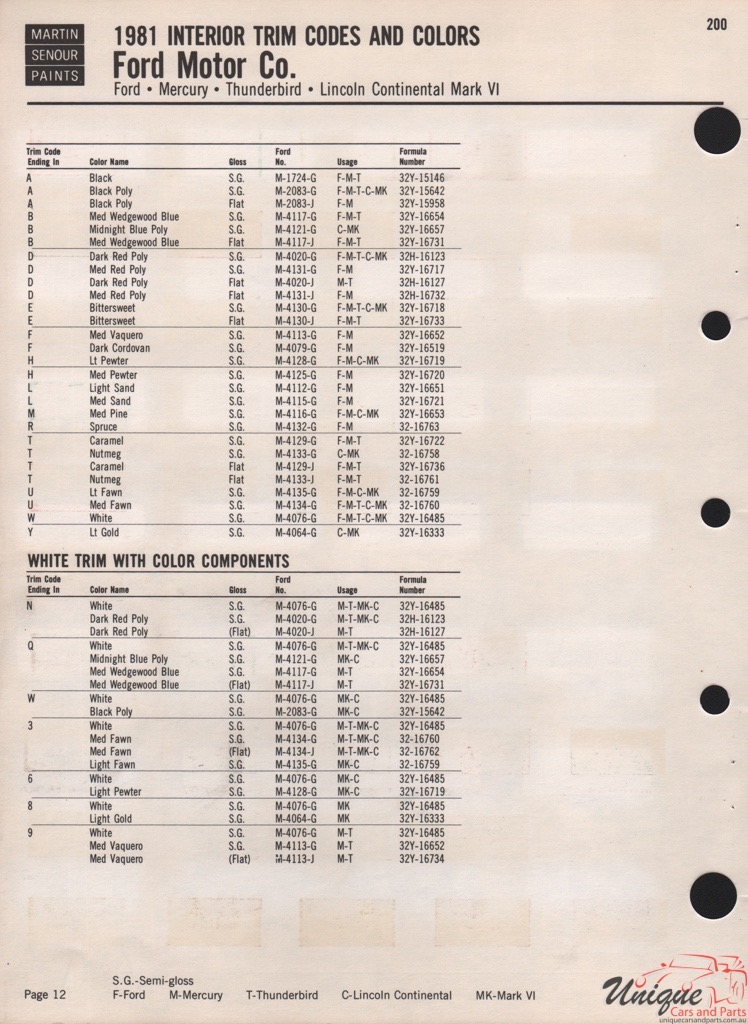 MARTIN
SENOUR
PAINTS
1981 INTERIOR TRIM CODES AND COLORS
200
Ford Motor Co.
Ford • Mercury • Thunderbird • Lincoln Continental Mark VI
Trim Code Ford Formula
Ending In Color Name Gloss No. Usage Number
A Black S.G. M-1724-G F-M-T 32Y-15146
A Black Poly S.G. M-2083-G F-M-T-C-MK 32Y-15642
A Black Poly Flat M-2083-J F-M 32Y-15958
B Med Wedgewood Blue S.G. M-4117-G F-M-T 32Y-16654
B Midnight Blue Poly S.G. M-4121-G C-MK 32Y-16657
B Med Wedgewood Blue Flat M-4117-J F-M-T 32Y-16731
D Dark Red Poly S.G. M-4020-G F-M-T-C-MK 32H-16123
D Med Red Poly S.G. M-4131-G F-M 32Y-16717
D Dark Red Poly Flat M-4020-J M-T 32H-16127
D Med Red Poly Flat M-4131-J F-M 32H-16732
E Bittersweet S.G. M-4130-G F-M-T-C-MK 32Y-16718
E Bittersweet Flat M-4130-J F-M-T 32Y-16733
F Med Vaquero S.G. M-4113-G F-M 32Y-16652
F Dark Cordovan S.G. M-4079-G F-M 32Y-16519
H Lt Pewter S.G. M-4128-G F-M-C-MK 32Y-16719
H Med Pewter S.G. M-4125-G F-M 32Y-16720
L Light Sand S.G. M-4112-G F-M 32Y-16651
L Med Sand S.G. M-4115-G F-M 32Y-16721
M Med Pine S.G. M-4116-G F-M-C-MK 32Y-16653
R Spruce S.G. M-4132-G F-M 32-16763
T Caramel S.G. M-4129-G F-M-T 32Y-16722
T Nutmeg S.G. M-4133-G C-MK 32-16758
T Caramel Flat M-4129-J F-M-T 32Y-16736
T Nutmeg Flat M-4133-J F-M-T 32-16761
U Lt Fawn S.G. M-4135-G F-M-C-MK 32-16759
U Med Fawn S.G. M-4134-G F-M-T-C-MK 32-16760
W White S.G. M-4076-G F-M-T-C-MK 32Y-16485
Y Lt Gold S.G. M-4064-G C-MK 32Y-16333
WHITE TRIM WITH COLOR COMPONENTS
Trim Code Ford Formula
Ending In Color Name Gloss No. Usage Number
N White S.G. M-4076-G M-T-MK-C 32Y-16485
Dark Red Poly S.G. M-4020-G M-T-MK-C 32H-16123
Dark Red Poly (Flat) M-4020-J M-T 32H-16127
Q White S.G. M-4076-G M-T-MK-C 32Y-16485
Midnight Blue Poly S.G. M-4121-G MK-C 32Y-16657
Med Wedgewood Blue S.G. M-4117-G M-T 32Y-16654
Med Wedgewood Blue (Flat) M-4117-J M-T 32Y-16731
W White S.G. M-4076-G MK-C 32Y-16485
Black Poly S.G. M-2083-G MK-C 32Y-15642
3 White S.G. M-4076-G M-T-MK-C 32Y-16485
Med Fawn S.G. M-4134-G M-T-MK-C 32-16760
Med Fawn (Flat) M-4134-J M-T-MK-C 32-16762
Light Fawn S.G. M-4135-G MK-C 32-16759
6 White S.G. M-4076-G MK-C 32Y-16485
Light Pewter S.G. M-4128-G MK-C 32Y-16719
8 White S.G. M-4076-G MK 32Y-16485
Light Gold S.G. M-4064-G MK 32Y-16333
9 White S.G. M-4076-G M-T 32Y-16485
Med Vaquero S.G. M-4113-G M-T 32Y-16652
Med Vaquero (Flat) M-4113-J M-T 32Y-16734
S.G.-Semi-gloss
Page 12 F-Ford M-Mercury T-Thunderbird C-Lincoln Continental MK-Mark VI
Unique
Cars and Parts
uniquecarsandparts.com.au